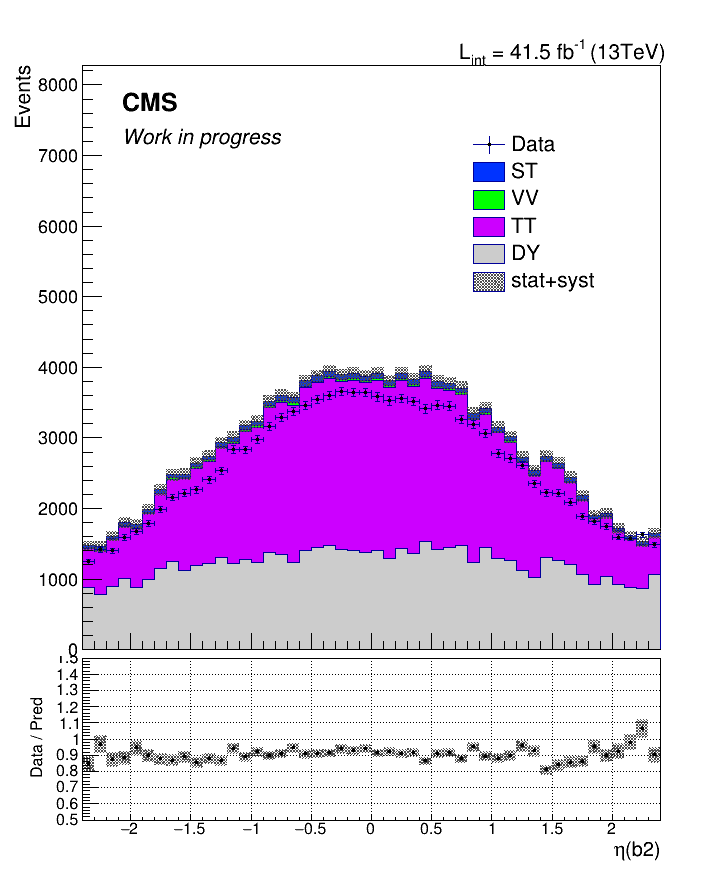 L_int = 41.5 fb^-1 (13TeV)
Events
CMS
Work in progress
Data
ST
VV
TT
DY
stat+syst
8000
7000
6000
5000
4000
3000
2000
1000
0
Data / Pred
1.5
1.4
1.3
1.2
1.1
1
0.9
0.8
0.7
0.6
0.5
−2 −1.5 −1 −0.5 0 0.5 1 1.5 2
η(b2)